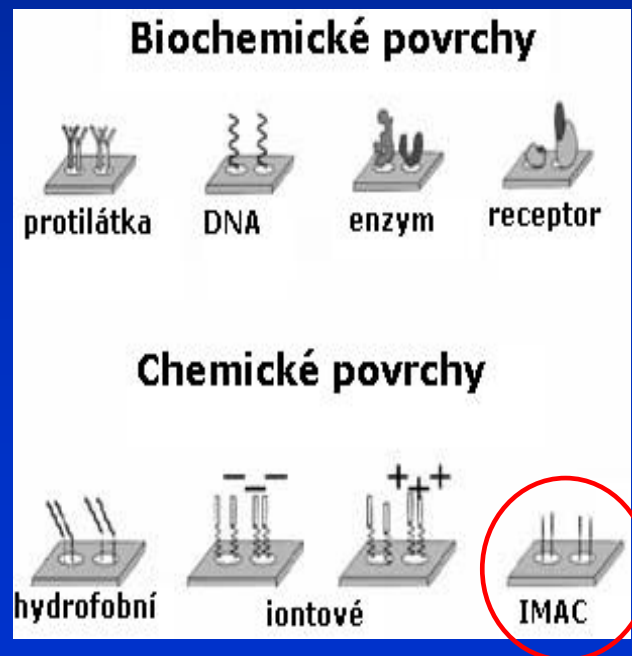 Biochemické povrchy
protilátka DNA enzym receptor
Chemické povrchy
− − − + + +
hydrofobní iontové IMAC